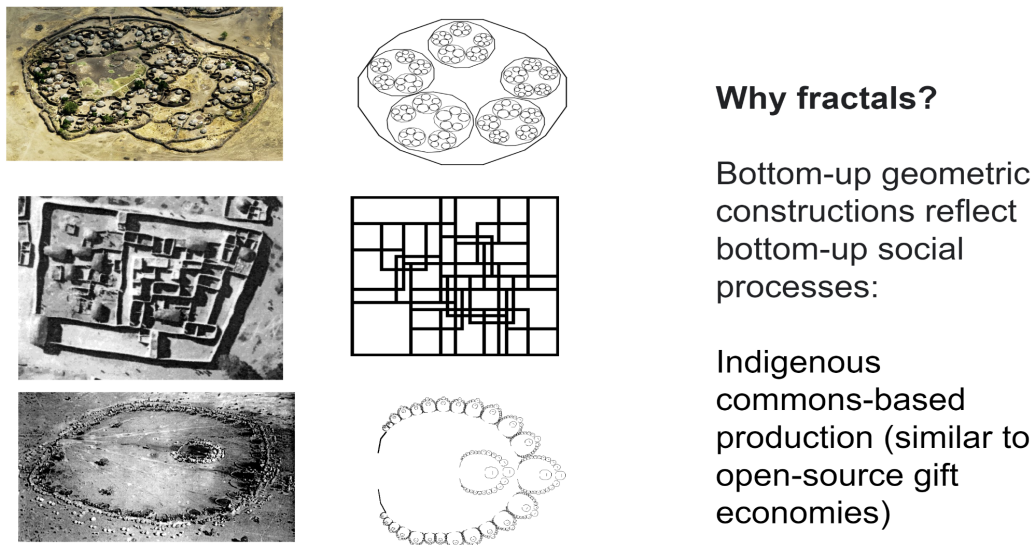 Why fractals?
Bottom-up geometric
constructions reflect
bottom-up social
processes:
Indigenous
commons-based
production (similar to
open-source gift
economies)